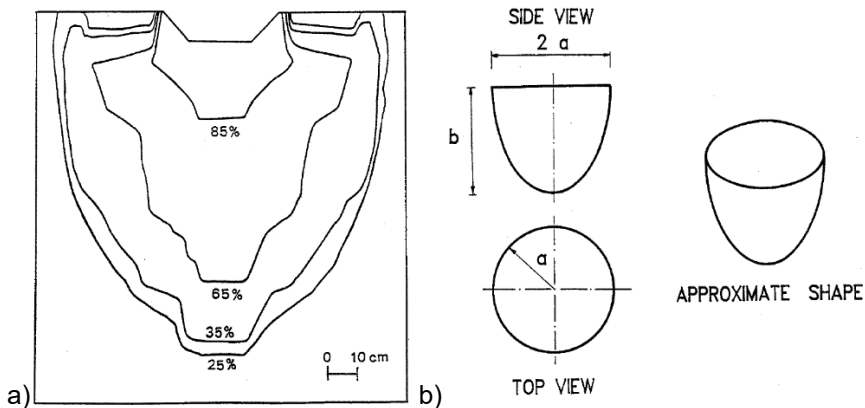 85%
65%
35%
25%
0 10 cm
a)
SIDE VIEW
2 a
b
a
TOP VIEW
APPROXIMATE SHAPE
b)